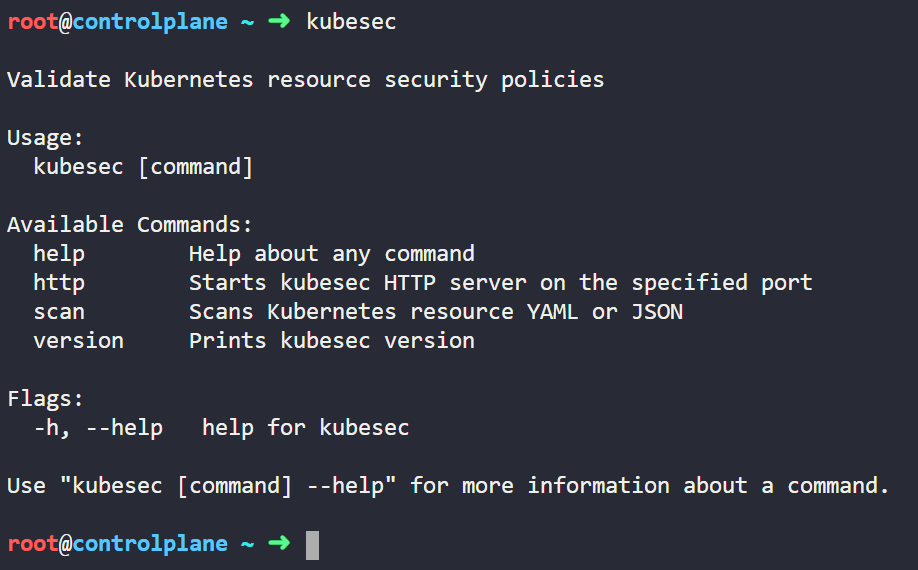 root@controlplane ~ ➜ kubesec
Validate Kubernetes resource security policies
Usage:
  kubesec [command]
Available Commands:
  help        Help about any command
  http        Starts kubesec HTTP server on the specified port
  scan        Scans Kubernetes resource YAML or JSON
  version     Prints kubesec version
Flags:
  -h, --help   help for kubesec
Use "kubesec [command] --help" for more information about a command.
root@controlplane ~ ➜